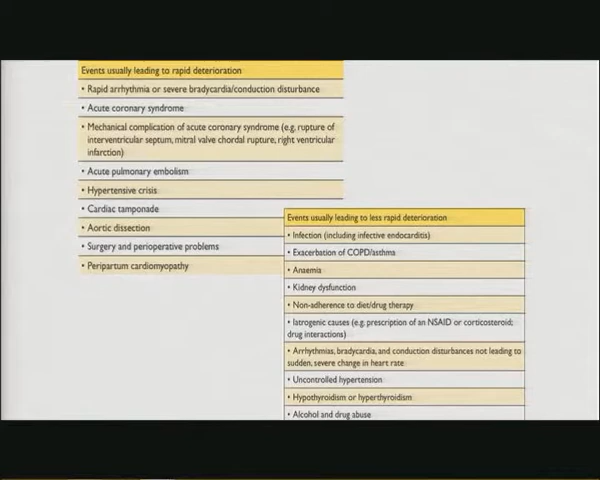 Events usually leading to rapid deterioration
• Rapid arrhythmia or severe bradycardia/conduction disturbance
• Acute coronary syndrome
• Mechanical complication of acute coronary syndrome (e.g. rupture of
interventricular septum, mitral valve chordal rupture, right ventricular
infarction)
• Acute pulmonary embolism
• Hypertensive crisis
• Cardiac tamponade
• Aortic dissection
• Surgery and perioperative problems
• Peripartum cardiomyopathy
Events usually leading to less rapid deterioration
• Infection (including infective endocarditis)
• Exacerbation of COPD/asthma
• Anaemia
• Kidney dysfunction
• Non-adherence to diet/drug therapy
• Iatrogenic causes (e.g. prescription of an NSAID or corticosteroid;
drug interactions)
• Arrhythmias, bradycardia, and conduction disturbances not leading to
sudden, severe change in heart rate
• Uncontrolled hypertension
• Hypothyroidism or hyperthyroidism
• Alcohol and drug abuse